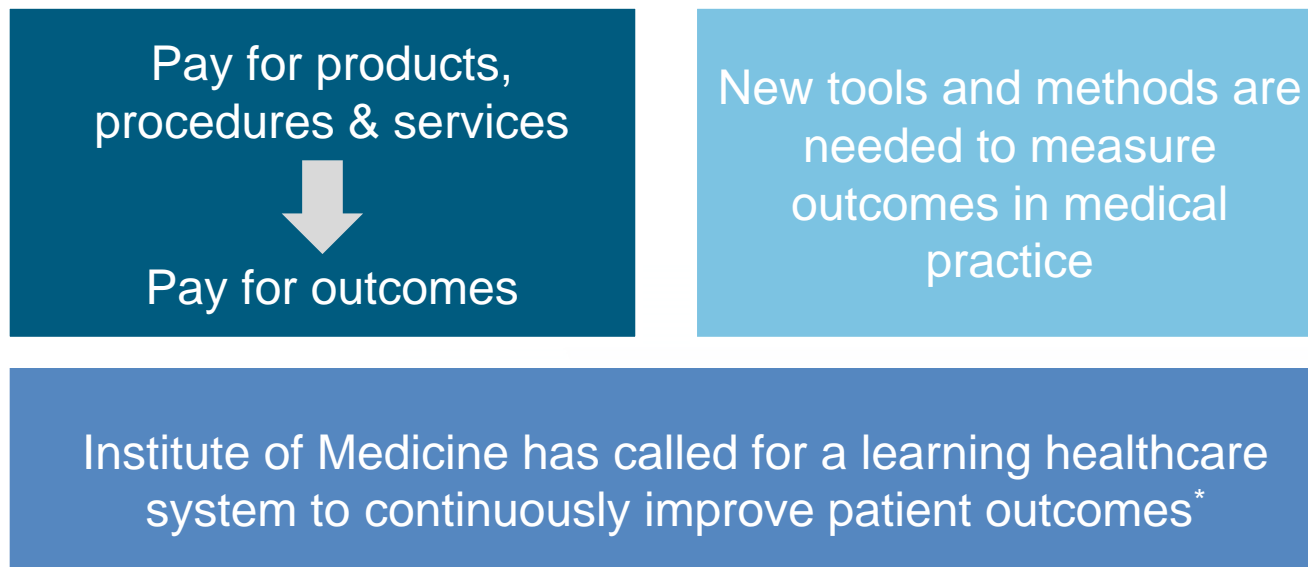 Pay for products,
procedures & services
Pay for outcomes
New tools and methods are
needed to measure
outcomes in medical
practice
Institute of Medicine has called for a learning healthcare
system to continuously improve patient outcomes*